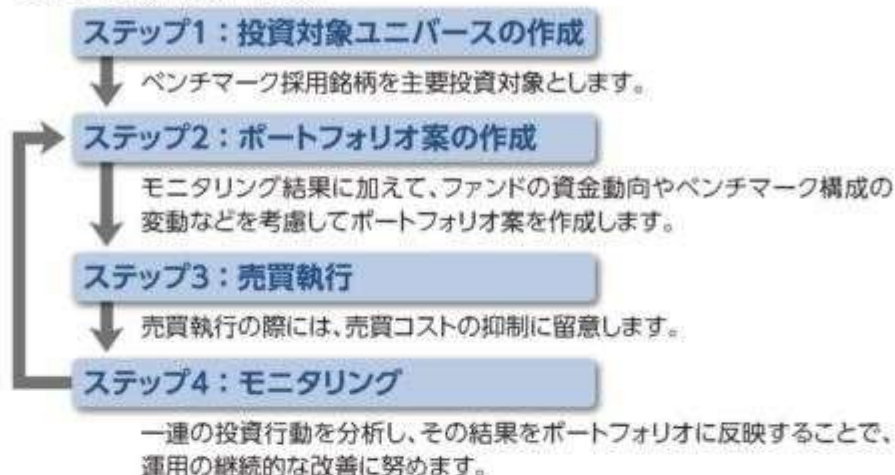 ステップ1：投資対象ユニバースの作成
ベンチマーク採用銘柄を主要投資対象とします。
ステップ2：ポートフォリオ案の作成
モニタリング結果に加えて、ファンドの資金動向やベンチマーク構成の
変動などを考慮してポートフォリオ案を作成します。
ステップ3：売買執行
売買執行の際には、売買コストの抑制に留意します。
ステップ4：モニタリング
一連の投資行動を分析し、その結果をポートフォリオに反映することで、
運用の継続的な改善に努めます。